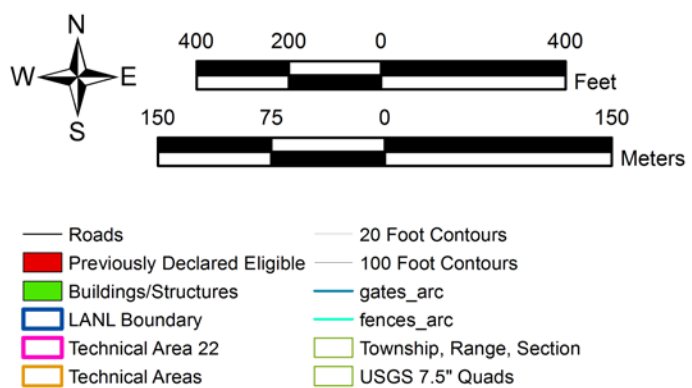 N
W E
S
400 200 0 400
Feet
150 75 0 150
Meters
Roads
Previously Declared Eligible
Buildings/Structures
LANL Boundary
Technical Area 22
Technical Areas
20 Foot Contours
100 Foot Contours
gates_arc
fences_arc
Township, Range, Section
USGS 7.5" Quads